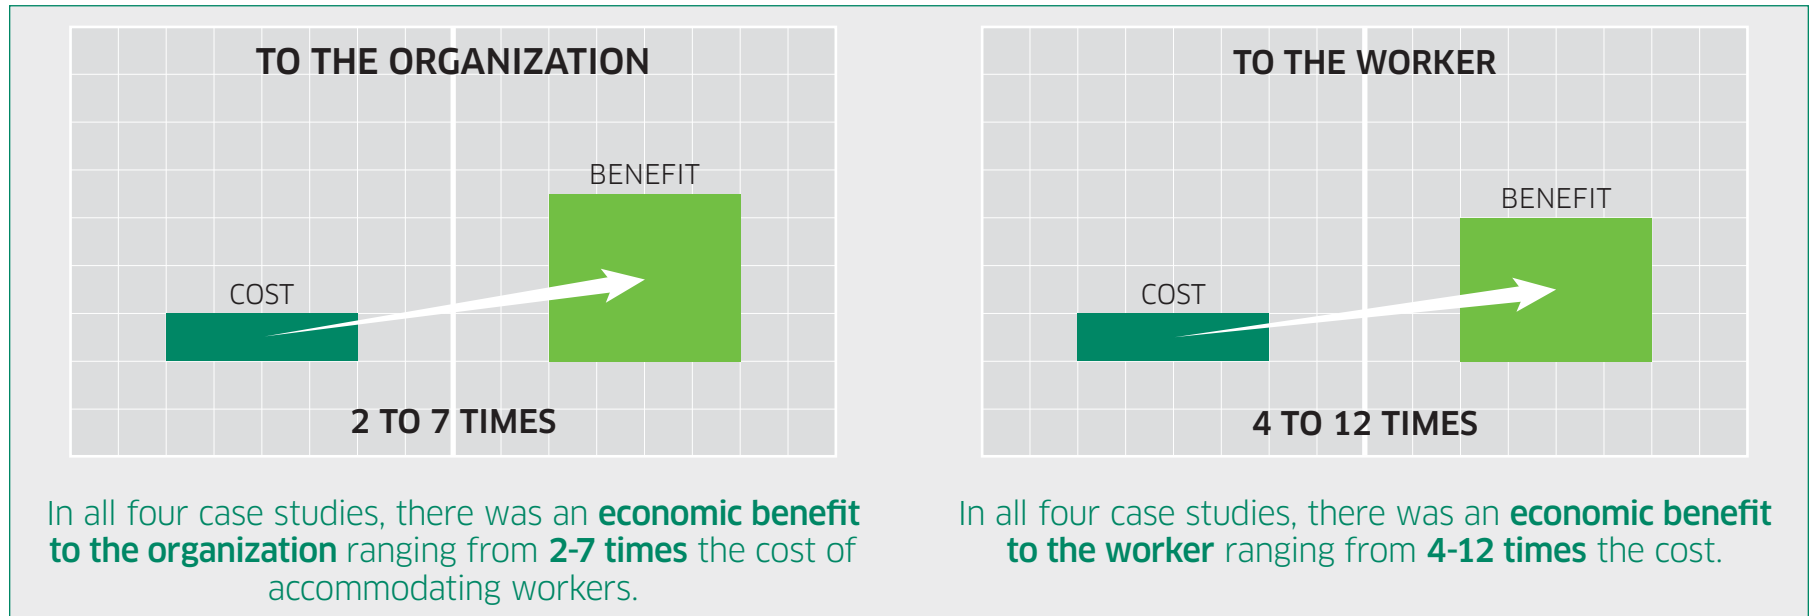 TO THE ORGANIZATION
BENEFIT
COST
2 TO 7 TIMES
In all four case studies, there was an economic benefit
to the organization ranging from 2-7 times the cost of
accommodating workers.
TO THE WORKER
BENEFIT
COST
4 TO 12 TIMES
In all four case studies, there was an economic benefit
to the worker ranging from 4-12 times the cost.